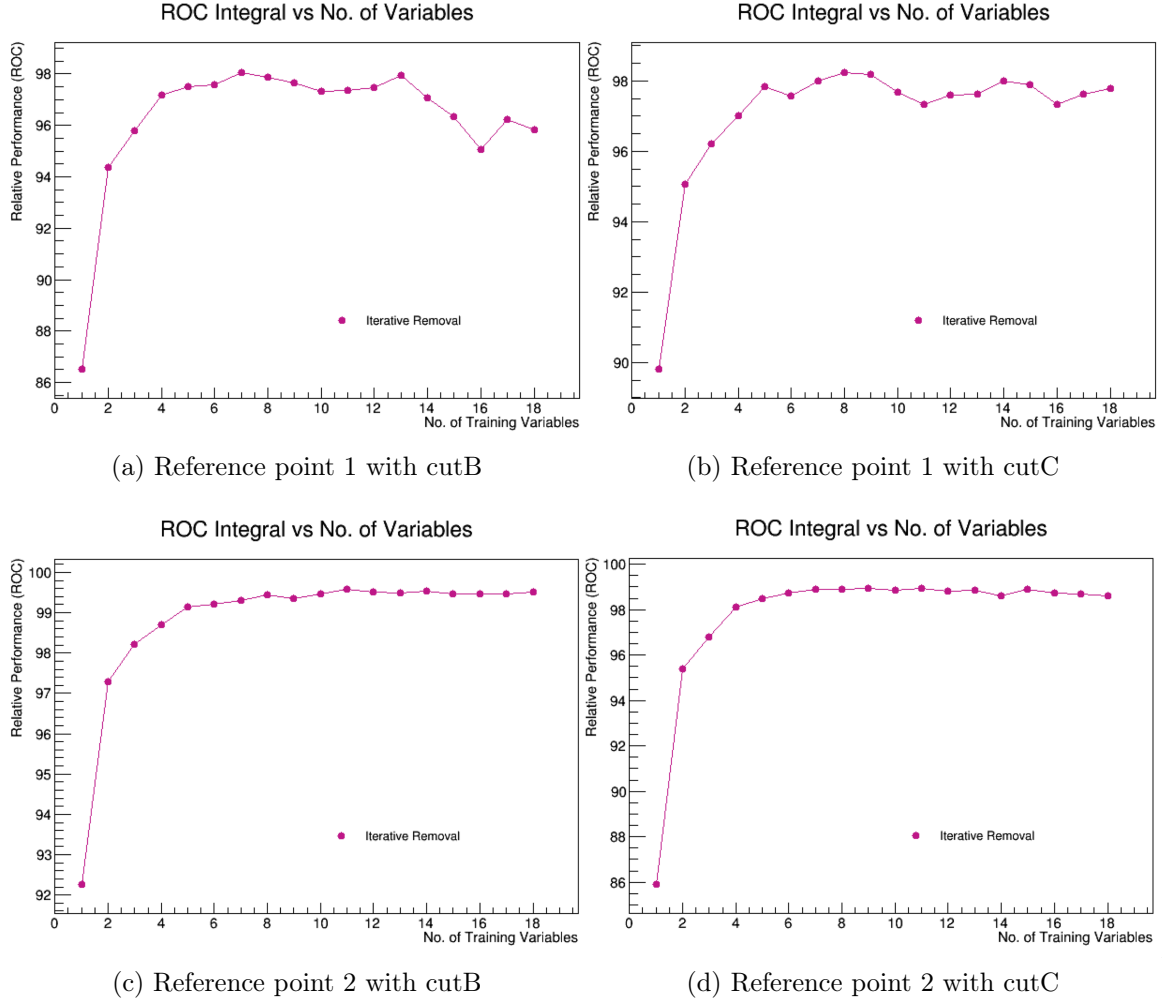 ROC Integral vs No. of Variables
Relative Performance (ROC)
98
96
94
92
90
88
86
0 2 4 6 8 10 12 14 16 18
No. of Training Variables
Iterative Removal
(a) Reference point 1 with cutB
ROC Integral vs No. of Variables
Relative Performance (ROC)
98
96
94
92
90
0 2 4 6 8 10 12 14 16 18
No. of Training Variables
Iterative Removal
(b) Reference point 1 with cutC
ROC Integral vs No. of Variables
Relative Performance (ROC)
100
99
98
97
96
95
94
93
92
0 2 4 6 8 10 12 14 16 18
No. of Training Variables
Iterative Removal
(c) Reference point 2 with cutB
ROC Integral vs No. of Variables
Relative Performance (ROC)
100
98
96
94
92
90
88
86
0 2 4 6 8 10 12 14 16 18
No. of Training Variables
Iterative Removal
(d) Reference point 2 with cutC